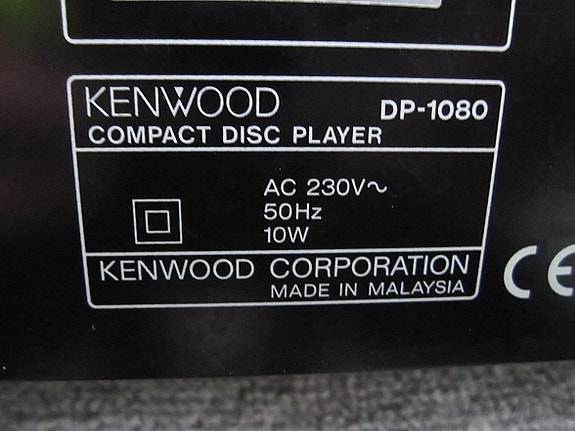 KENWOOD DP-1080
COMPACT DISC PLAYER
AC 230V~
50Hz
10W
KENWOOD CORPORATION
MADE IN MALAYSIA
CE